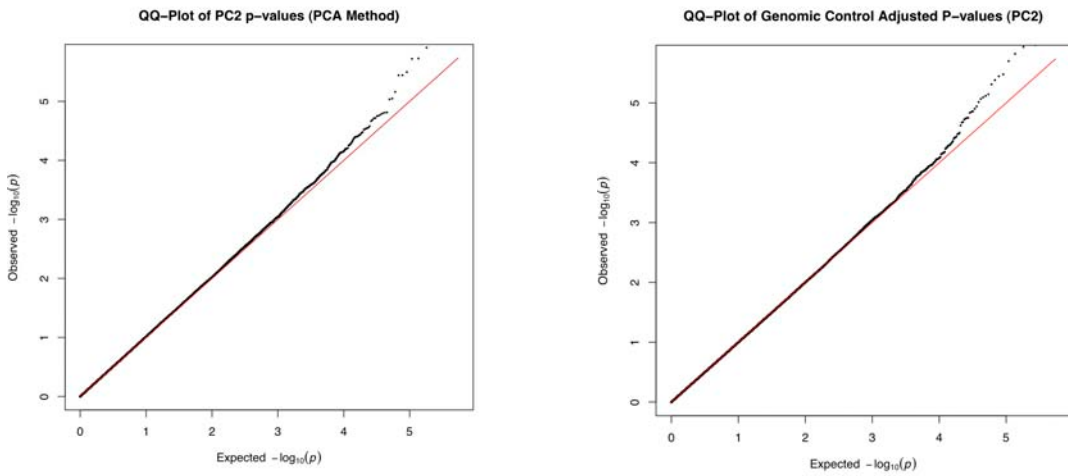 QQ−Plot of PC2 p−values (PCA Method)
Observed −log10(p)
5
4
3
2
1
0
0 1 2 3 4 5
Expected −log10(p)
QQ−Plot of Genomic Control Adjusted P−values (PC2)
Observed −log10(p)
5
4
3
2
1
0
0 1 2 3 4 5
Expected −log10(p)